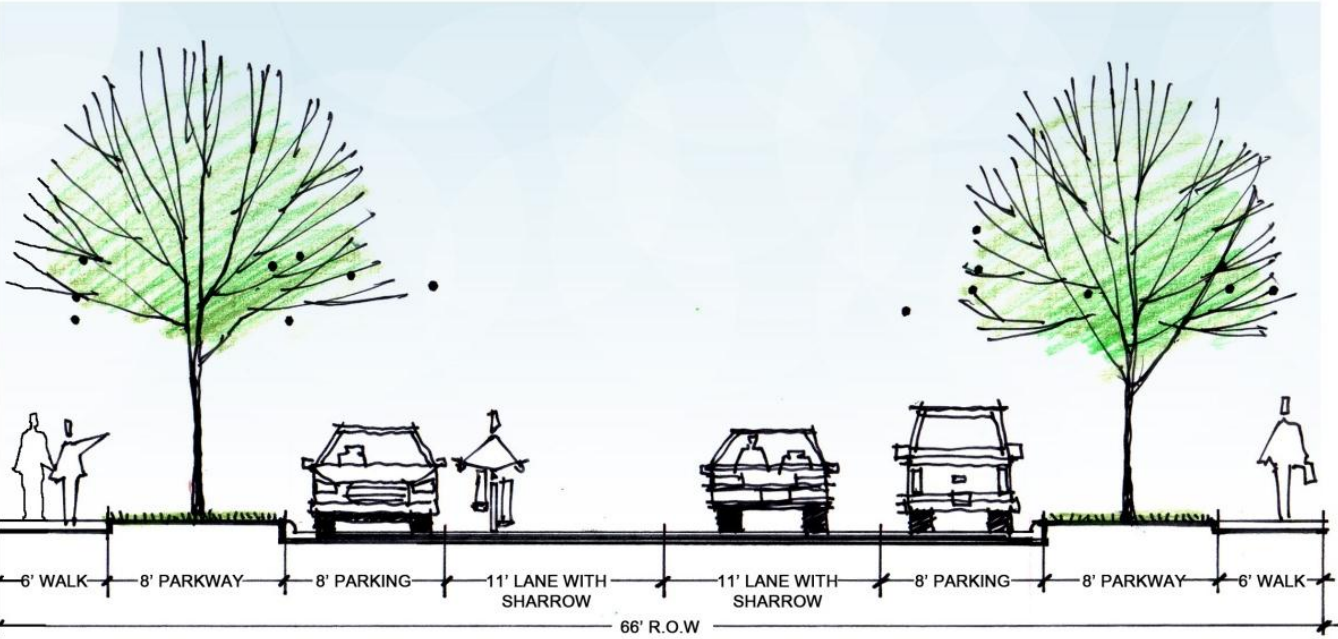 6' WALK
8' PARKWAY
8' PARKING
11' LANE WITH
SHARROW
11' LANE WITH
SHARROW
8' PARKING
8' PARKWAY
6' WALK
66' R.O.W